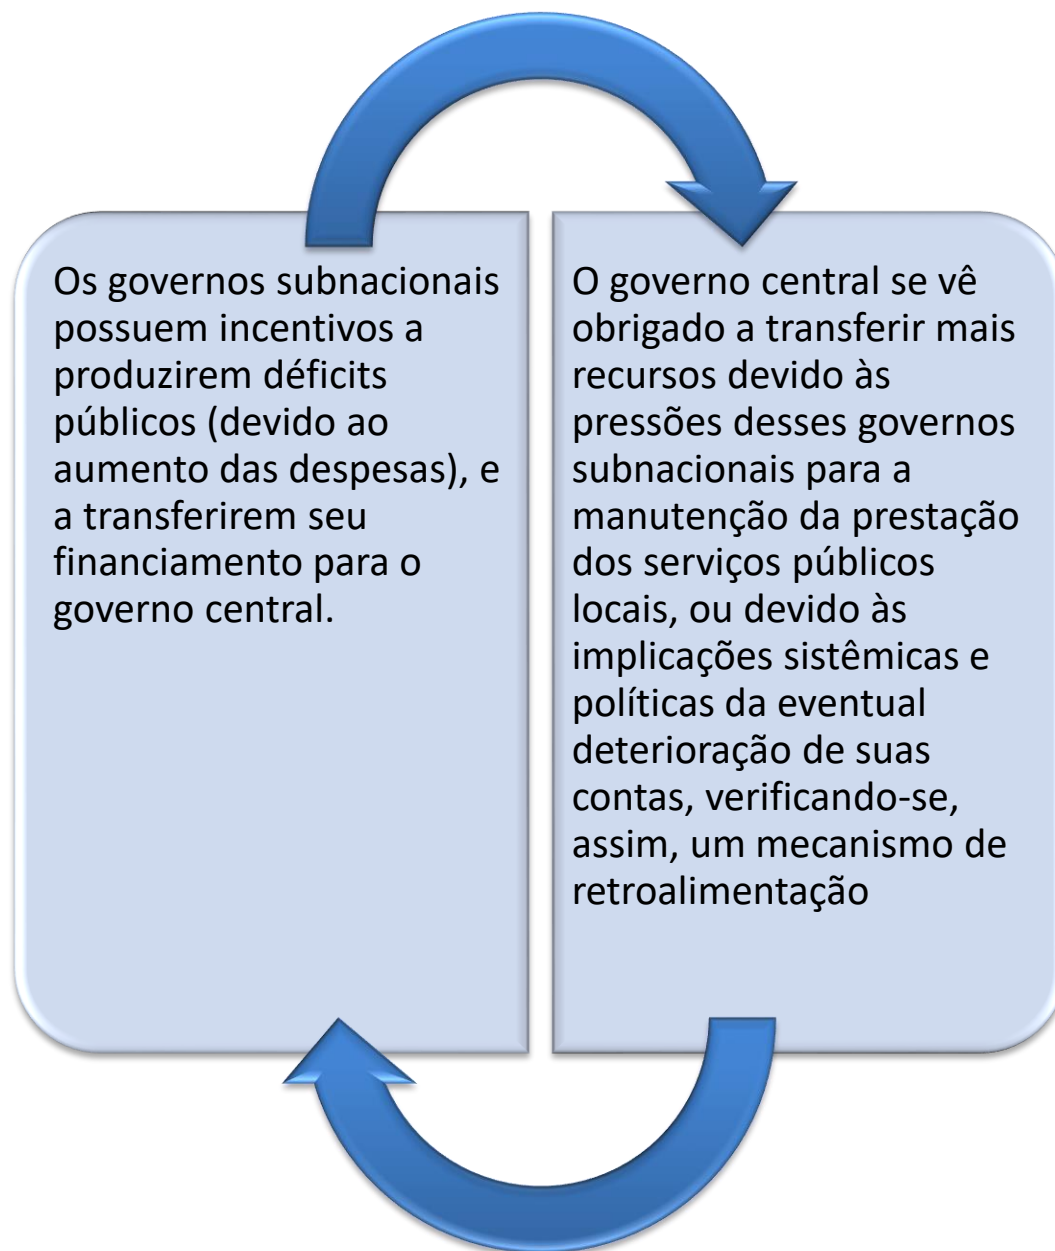 Os governos subnacionais
possuem incentivos a
produzirem déficits
públicos (devido ao
aumento das despesas), e
a transferirem seu
financiamento para o
governo central.
O governo central se vê
obrigado a transferir mais
recursos devido às
pressões desses governos
subnacionais para a
manutenção da prestação
dos serviços públicos
locais, ou devido às
implicações sistêmicas e
políticas da eventual
deterioração de suas
contas, verificando-se,
assim, um mecanismo de
retroalimentação